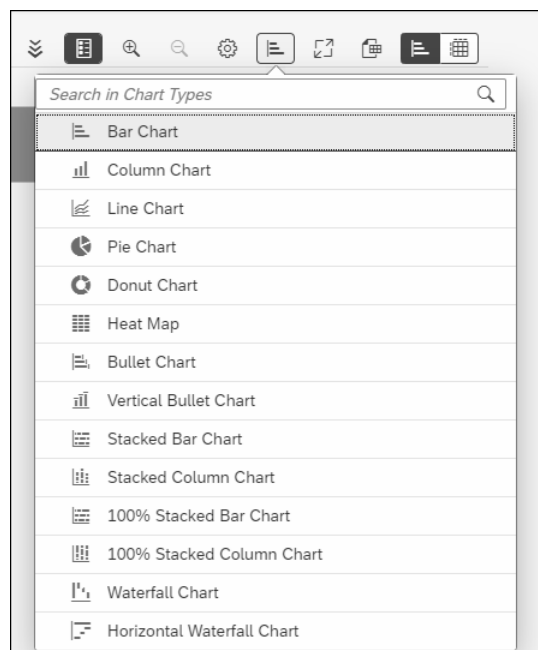 Search in Chart Types
Bar Chart
Column Chart
Line Chart
Pie Chart
Donut Chart
Heat Map
Bullet Chart
Vertical Bullet Chart
Stacked Bar Chart
Stacked Column Chart
100% Stacked Bar Chart
100% Stacked Column Chart
Waterfall Chart
Horizontal Waterfall Chart